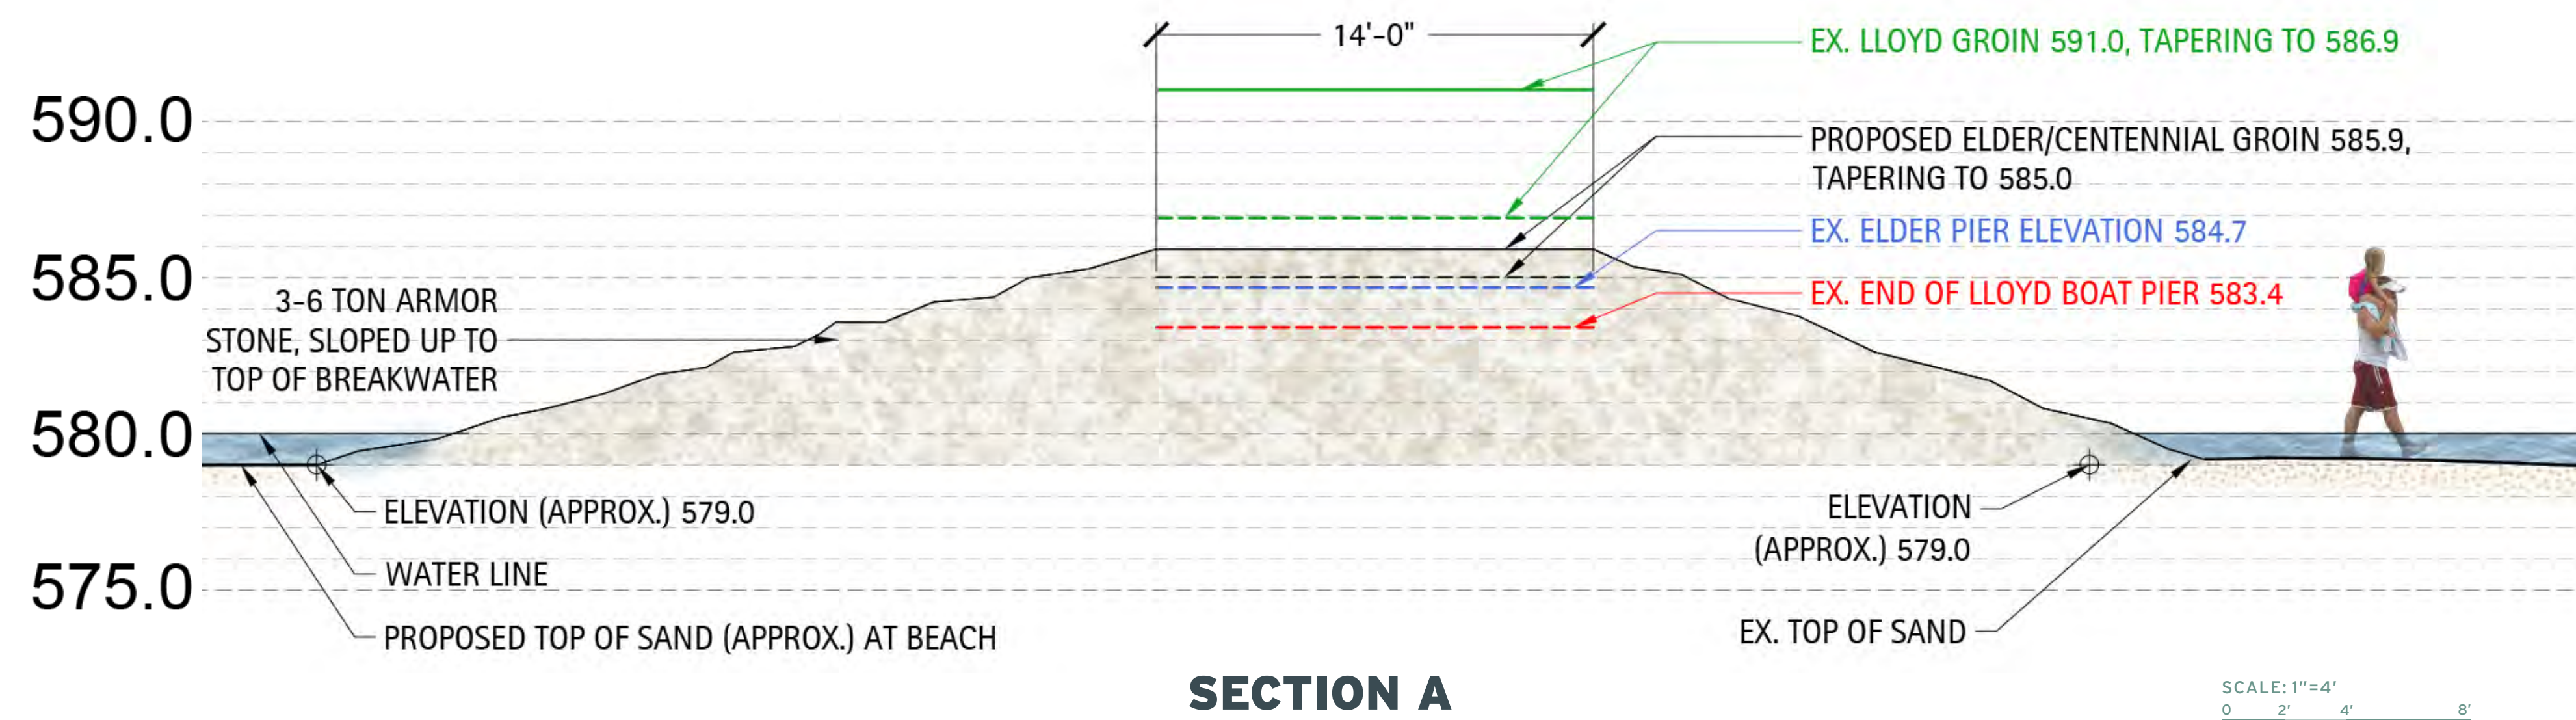 14'-0"
EX. LLOYD GROIN 591.0, TAPERING TO 586.9
590.0
PROPOSED ELDER/CENTENNIAL GROIN 585.9,
TAPERING TO 585.0
EX. ELDER PIER ELEVATION 584.7
585.0
EX. END OF LLOYD BOAT PIER 583.4
3-6 TON ARMOR
STONE, SLOPED UP TO
TOP OF BREAKWATER
580.0
ELEVATION (APPROX.) 579.0
ELEVATION
(APPROX.) 579.0
WATER LINE
575.0
PROPOSED TOP OF SAND (APPROX.) AT BEACH
EX. TOP OF SAND
SECTION A
SCALE: 1"=4'
0 2' 4' 8'